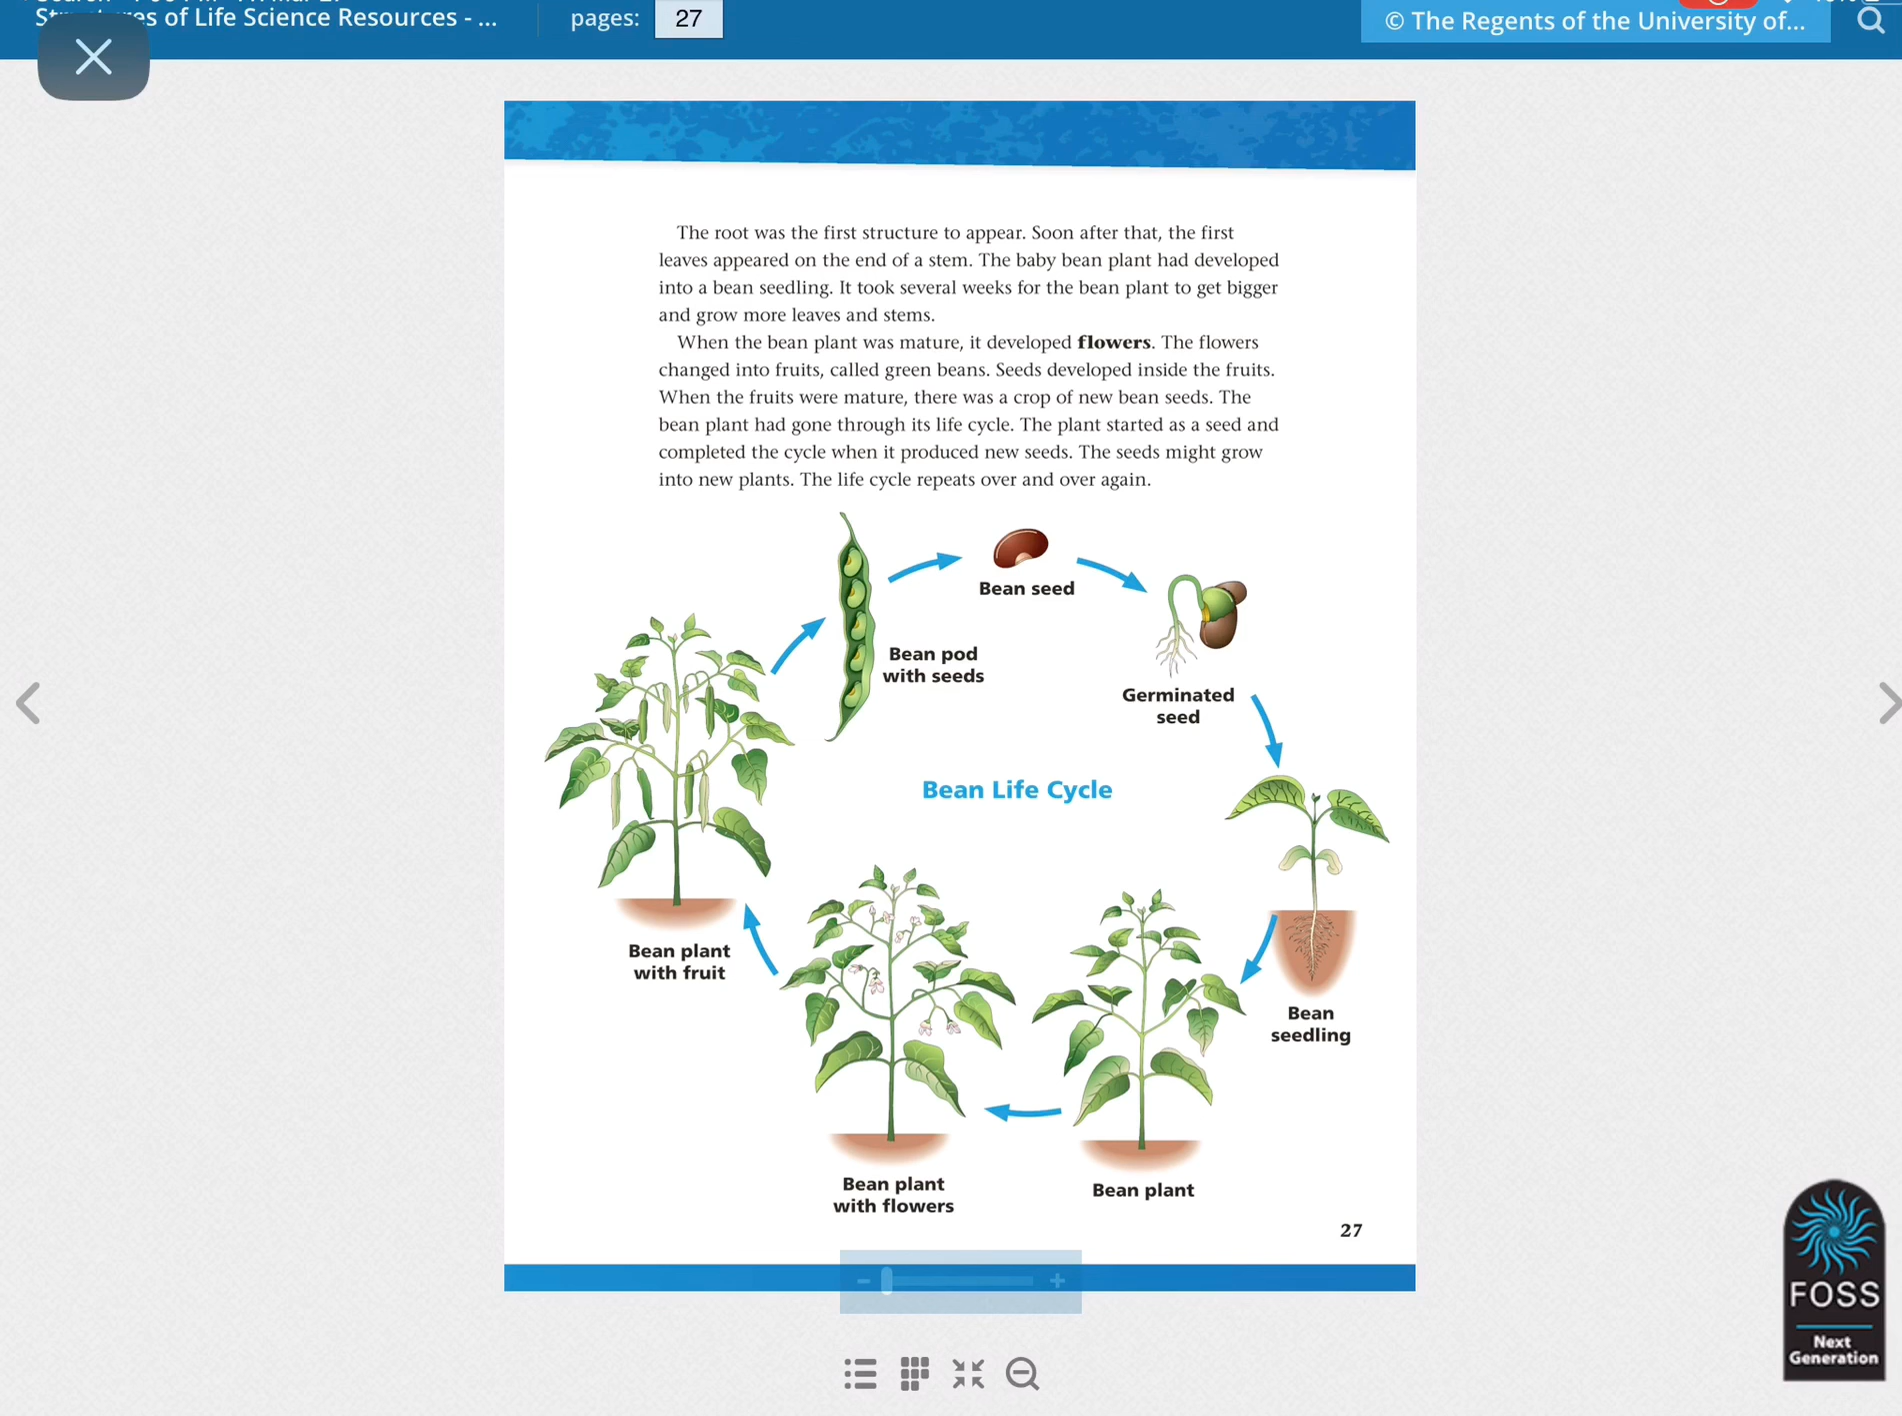 es of Life Science Resources - ...
pages:
27
© The Regents of the University of...
The root was the first structure to appear. Soon after that, the first
leaves appeared on the end of a stem. The baby bean plant had developed
into a bean seedling. It took several weeks for the bean plant to get bigger
and grow more leaves and stems.
When the bean plant was mature, it developed flowers. The flowers
changed into fruits, called green beans. Seeds developed inside the fruits.
When the fruits were mature, there was a crop of new bean seeds. The
bean plant had gone through its life cycle. The plant started as a seed and
completed the cycle when it produced new seeds. The seeds might grow
into new plants. The life cycle repeats over and over again.
Bean seed
Bean pod
with seeds
Germinated
seed
Bean Life Cycle
Bean plant
with fruit
Bean
seedling
Bean plant
with flowers
Bean plant
27
FOSS
Next
Generation